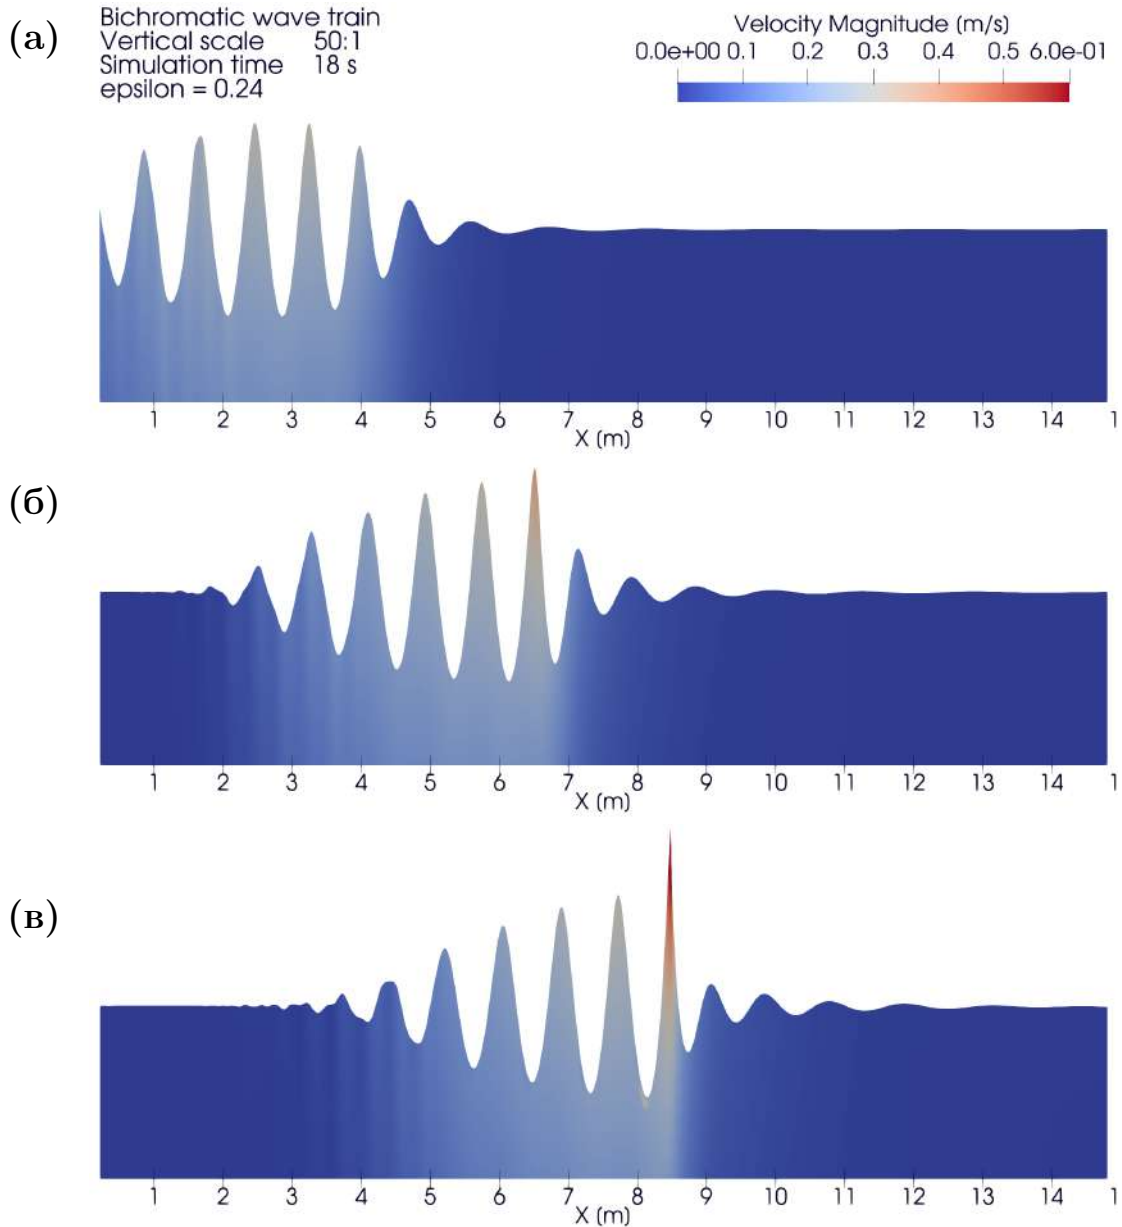 (а)
Bichromatic wave train
Vertical scale 50:1
Simulation time 18 s
epsilon = 0.24
Velocity Magnitude (m/s)
0.0e+00 0.1 0.2 0.3 0.4 0.5 6.0e-01
1 2 3 4 5 6 7 8 9 10 11 12 13 14 1
X (m)
(б)
1 2 3 4 5 6 7 8 9 10 11 12 13 14 1
X (m)
(в)
1 2 3 4 5 6 7 8 9 10 11 12 13 14 1
X (m)